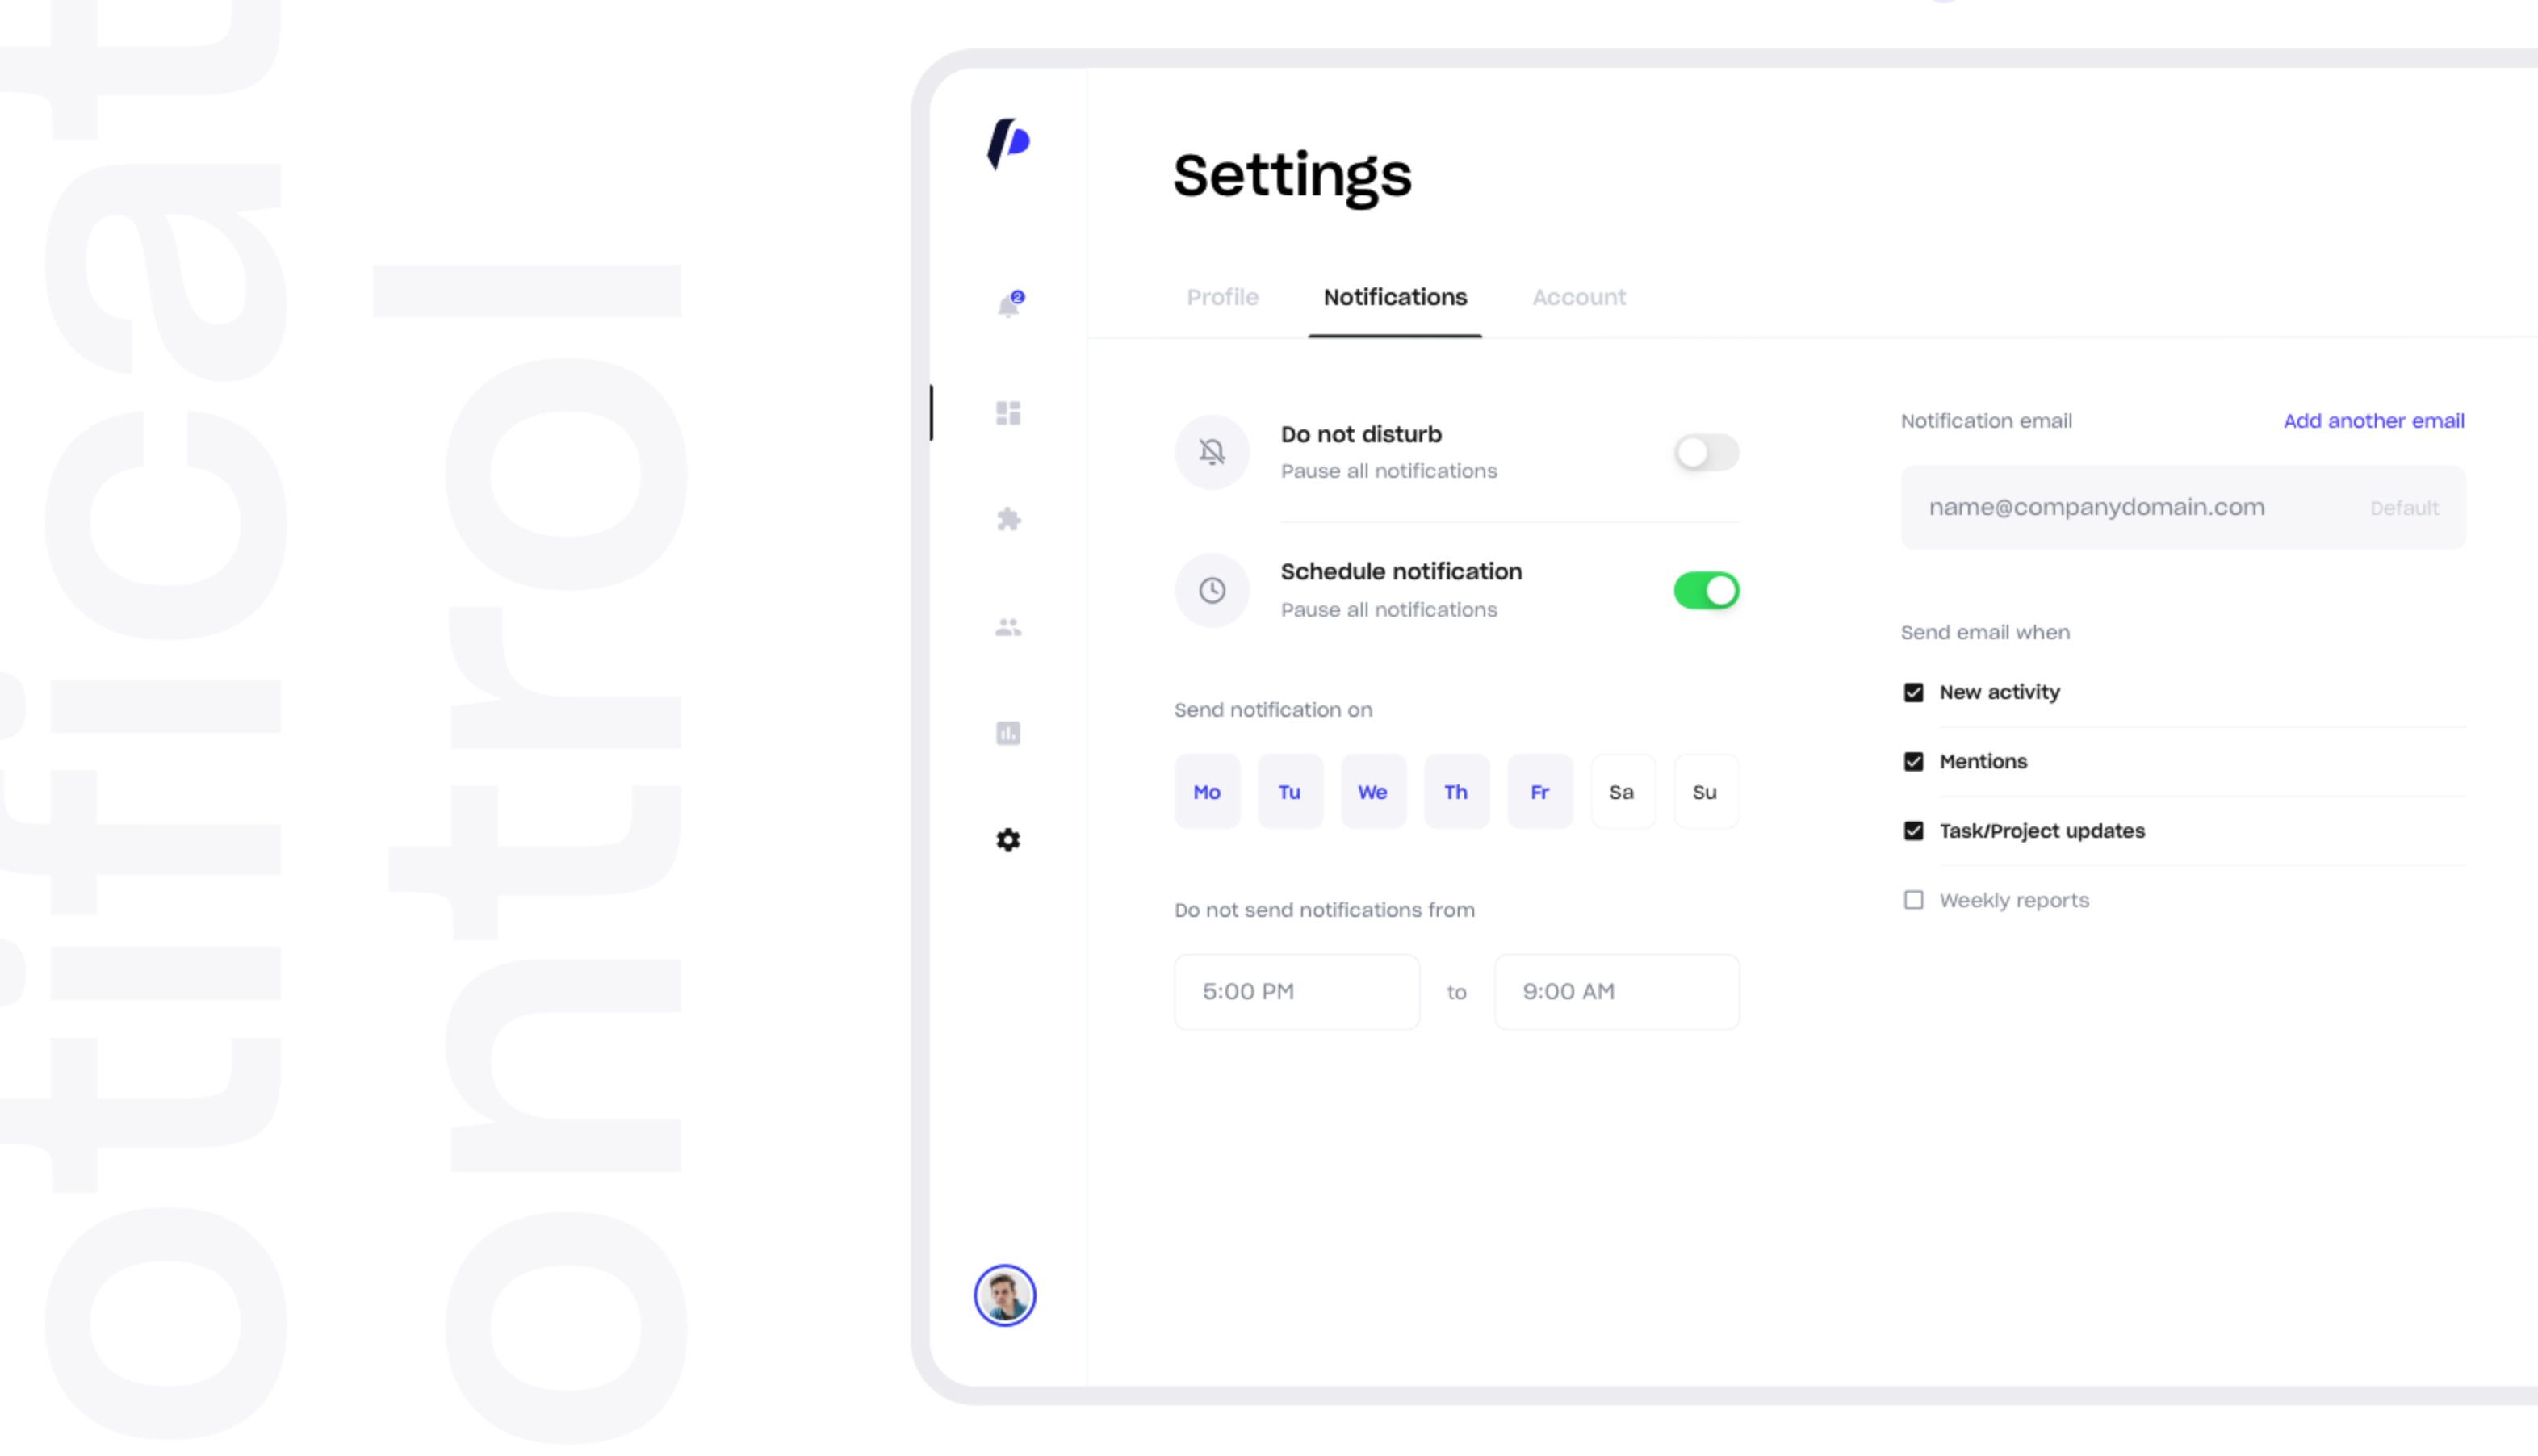 otificat
ontrol
Settings
2
Profile Notifications Account
Do not disturb
Pause all notifications
Schedule notification
Pause all notifications
Send notification on
Mo Tu We Th Fr Sa Su
Do not send notifications from
5:00 PM to 9:00 AM
Notification email Add another email
name@companydomain.com Default
Send email when
New activity
Mentions
Task/Project updates
Weekly reports